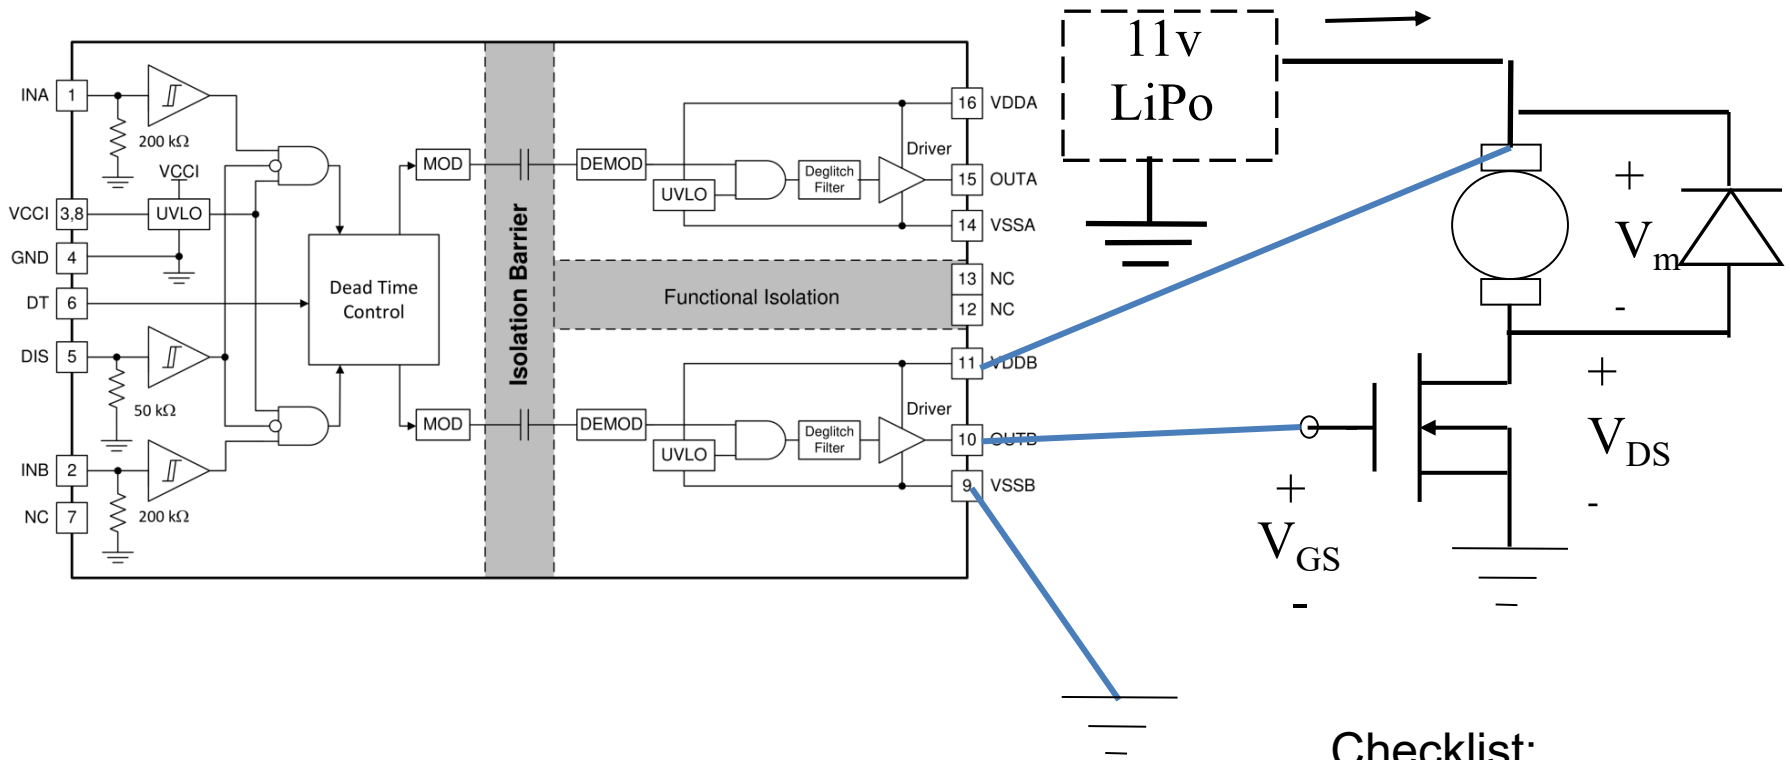 INA
1
200 kΩ
VCCI
VCCI
3,8
UVLO
GND
4
DT
6
DIS
5
50 kΩ
INB
2
NC
7
200 kΩ
Dead Time
Control
MOD
MOD
Isolation Barrier
DEMOD
UVLO
Deglitch
Filter
Driver
16
VDDA
15
OUTA
14
VSSA
Functional Isolation
13
NC
12
NC
11
VDDB
DEMOD
UVLO
Deglitch
Filter
Driver
10
OUTB
9
VSSB
11v
LiPo
+
Vm
-
+
VDS
-
+
VGS
-
Checklist: